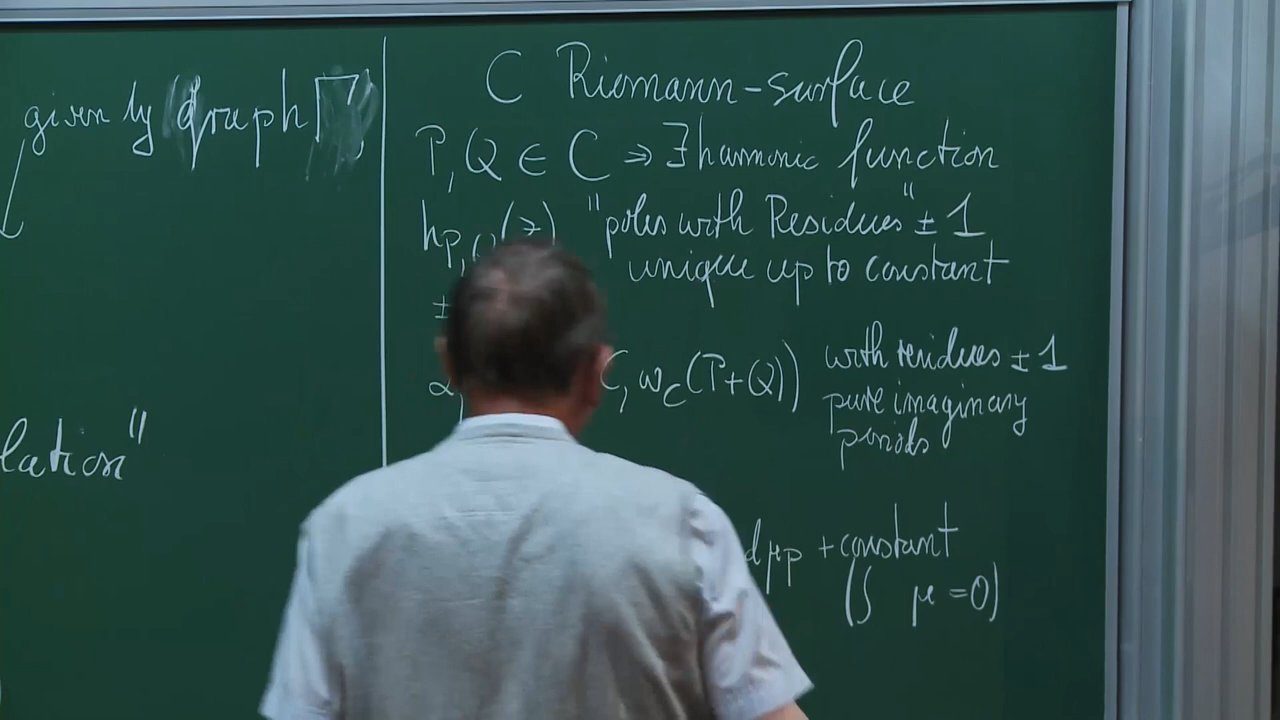 given by graph Γ
lation"
C Riemann-surface
P, Q ∈ C ⇒ ∃ harmonic function
h_{P,Q}(z) "poles with Residues" ± 1
unique up to constant
±
α C, ω_C(P+Q)) with residues ± 1
pure imaginary
periods
dμ_P + constant
(∫ μ = 0)